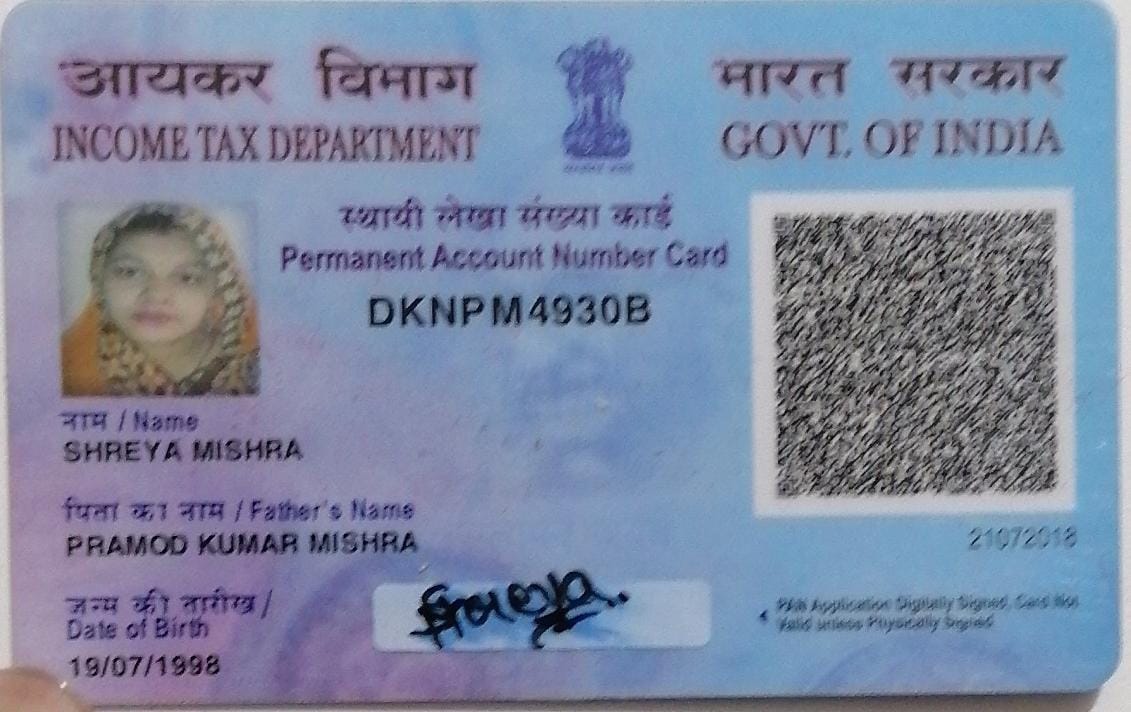 आयकर विभाग
INCOME TAX DEPARTMENT
भारत सरकार
GOVT. OF INDIA
स्थायी लेखा संख्या कार्ड
Permanent Account Number Card
DKNPM4930B
नाम / Name
SHREYA MISHRA
पिता का नाम / Father's Name
PRAMOD KUMAR MISHRA
जन्म की तारीख /
Date of Birth
19/07/1998
Shreya.
21072018
PAN Application Digitally Signed, Card Not
Valid unless Physically Signed